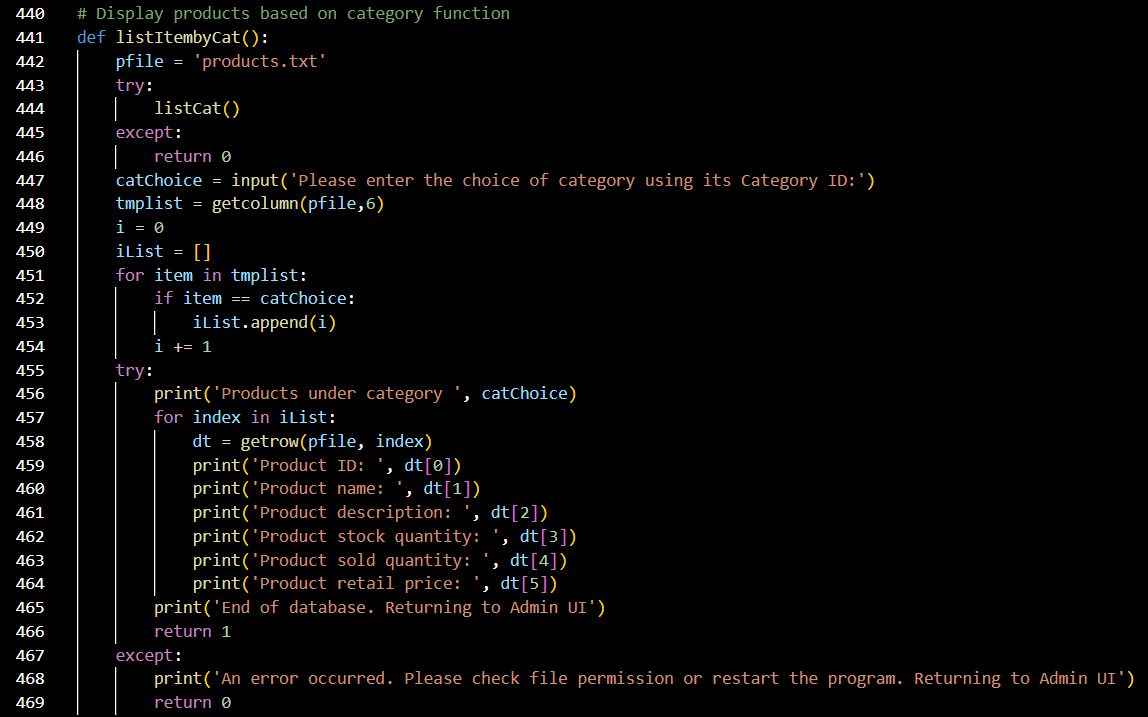 440 # Display products based on category function
441 def listItembyCat():
442     pfile = 'products.txt'
443     try:
444         listCat()
445     except:
446         return 0
447     catChoice = input('Please enter the choice of category using its Category ID:')
448     tmplist = getcolumn(pfile,6)
449     i = 0
450     iList = []
451     for item in tmplist:
452         if item == catChoice:
453             iList.append(i)
454         i += 1
455     try:
456         print('Products under category ', catChoice)
457         for index in iList:
458             dt = getrow(pfile, index)
459             print('Product ID: ', dt[0])
460             print('Product name: ', dt[1])
461             print('Product description: ', dt[2])
462             print('Product stock quantity: ', dt[3])
463             print('Product sold quantity: ', dt[4])
464             print('Product retail price: ', dt[5])
465         print('End of database. Returning to Admin UI')
466         return 1
467     except:
468         print('An error occurred. Please check file permission or restart the program. Returning to Admin UI')
469         return 0